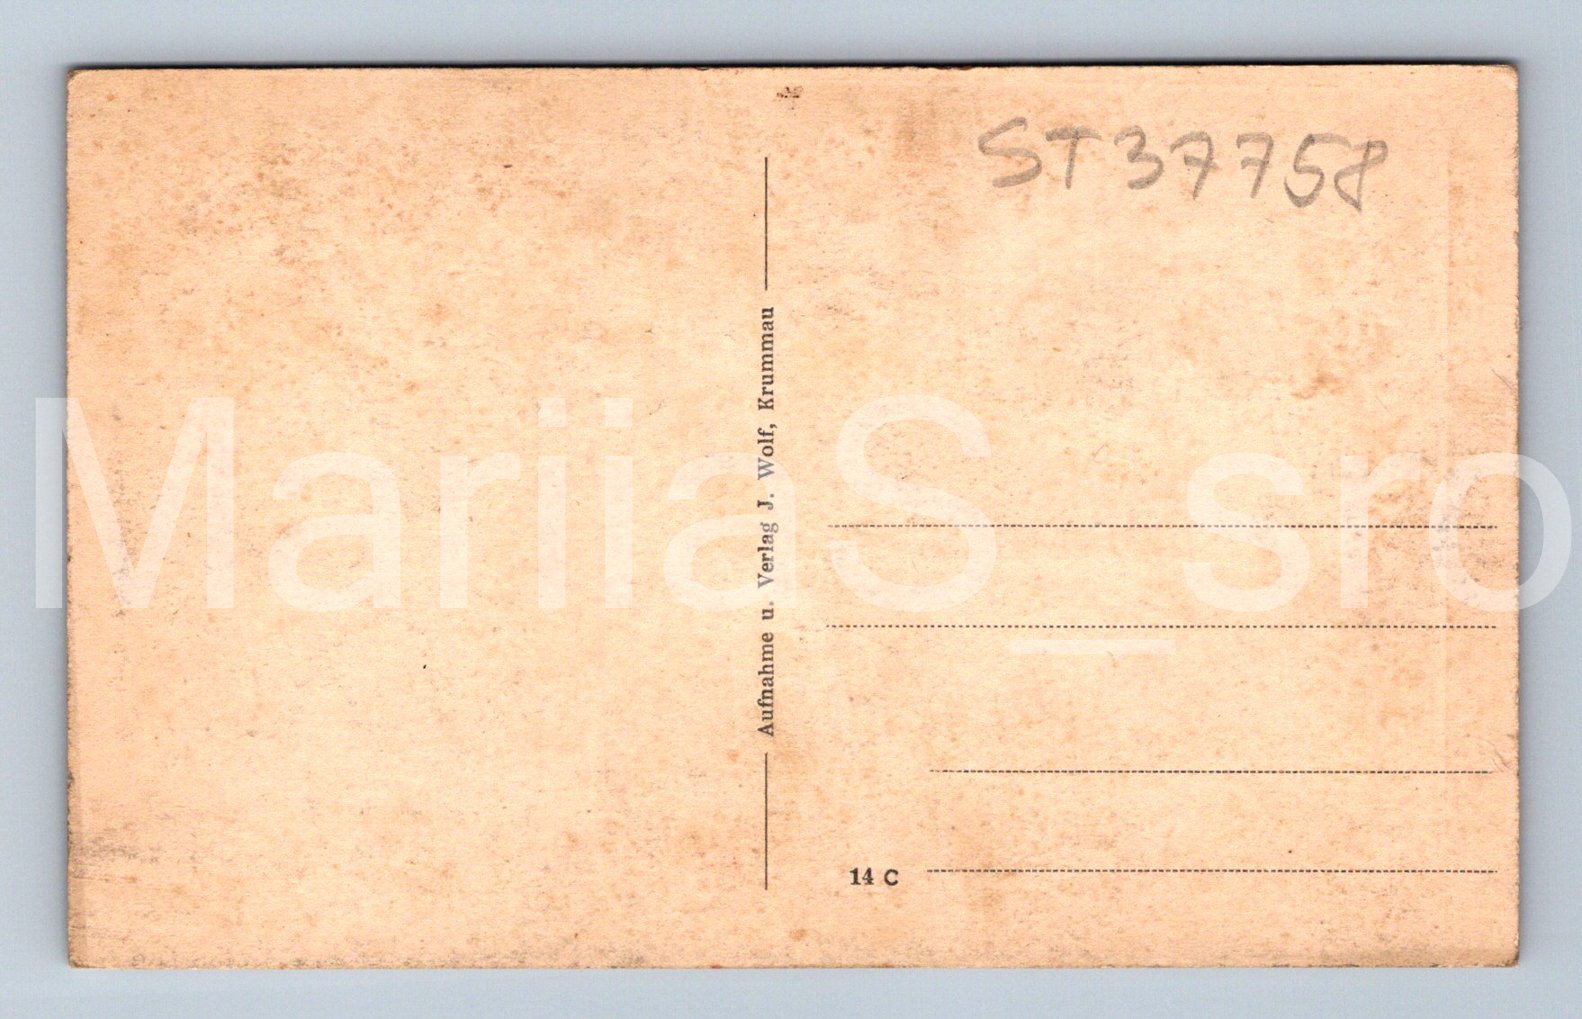 ST37758
Aufnahme u. Verlag J. Wolf, Krummau
MariiaS_sro
14 C